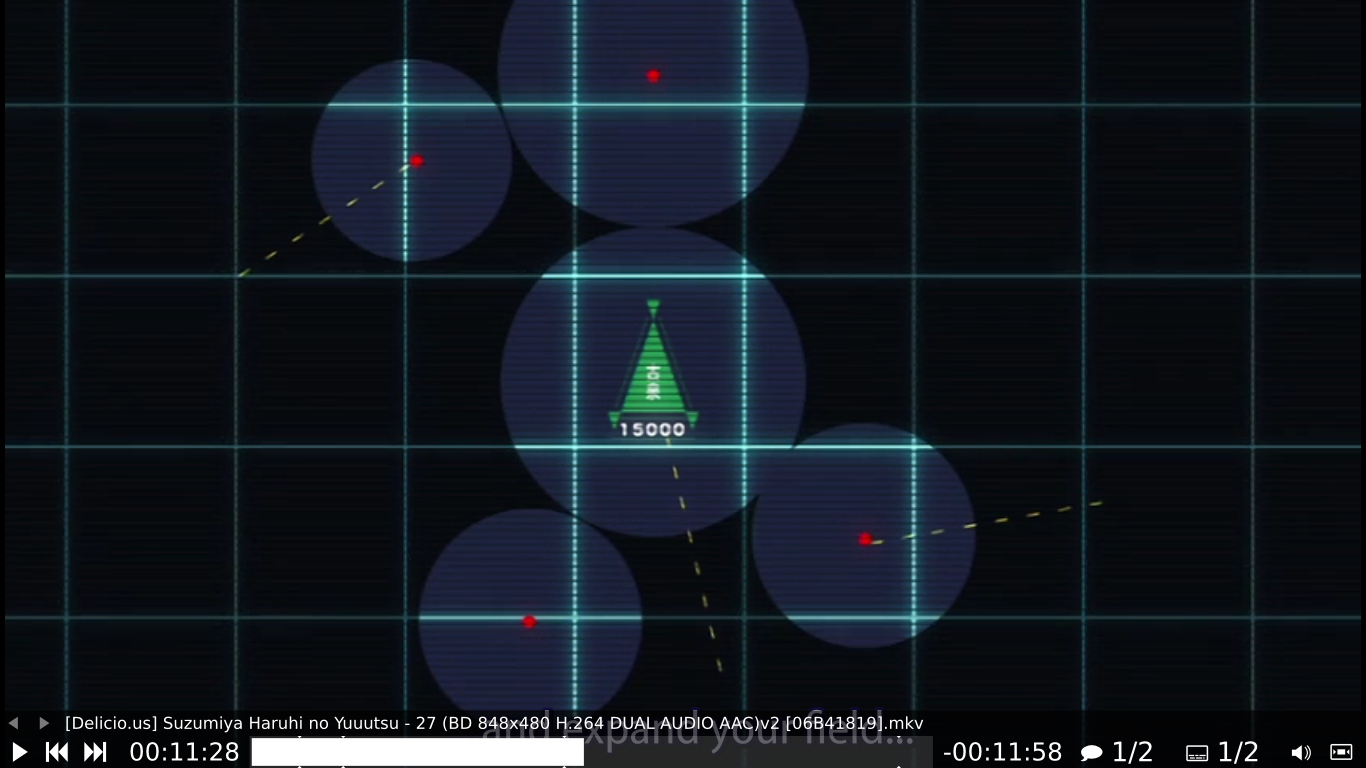 15000
and expand your field...
[Delicio.us] Suzumiya Haruhi no Yuuutsu - 27 (BD 848x480 H.264 DUAL AUDIO AAC)v2 [06B41819].mkv
00:11:28
-00:11:58
1/2
1/2